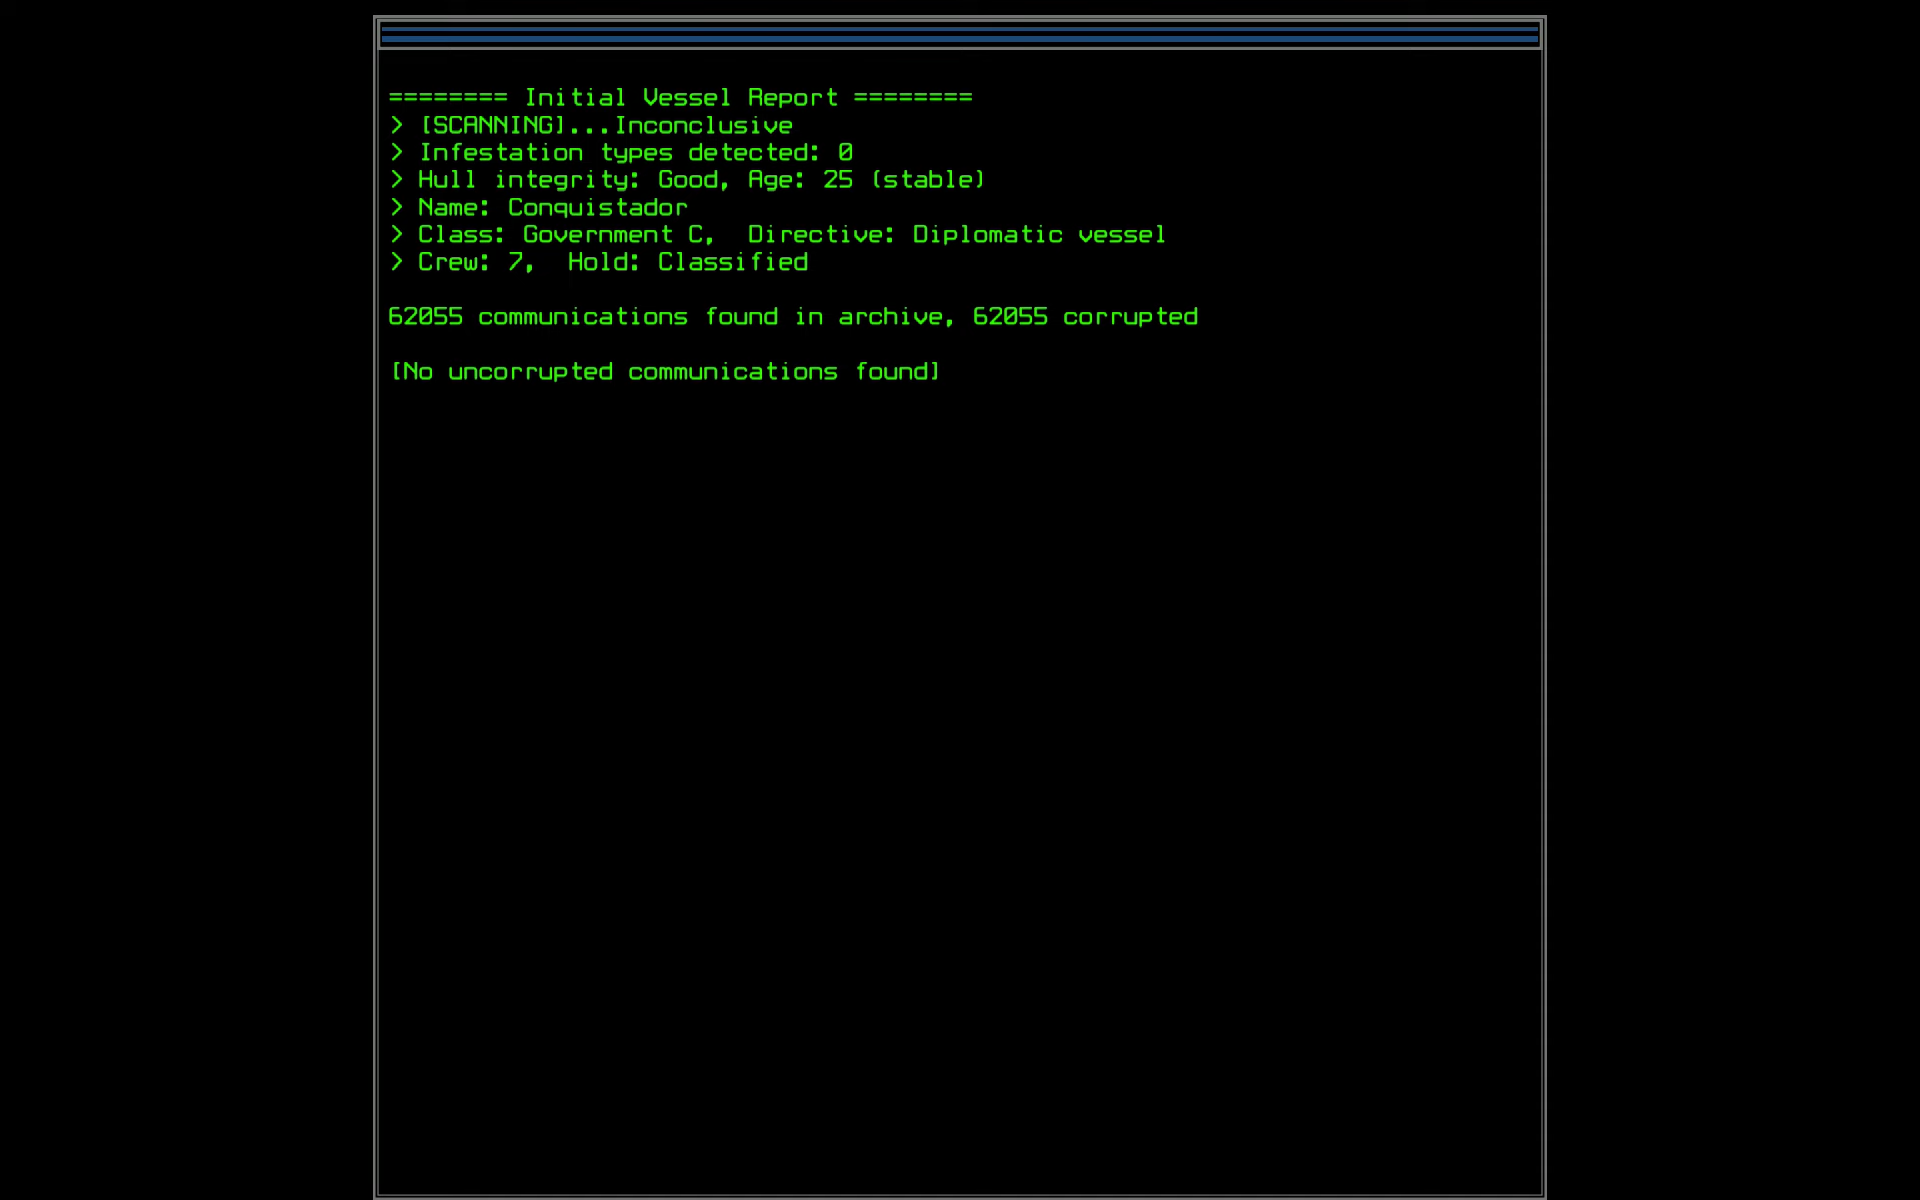 ======== Initial Vessel Report ========
> [SCANNING]...Inconclusive
> Infestation types detected: 0
> Hull integrity: Good, Age: 25 (stable)
> Name: Conquistador
> Class: Government C,  Directive: Diplomatic vessel
> Crew: 7,  Hold: Classified
62055 communications found in archive, 62055 corrupted
[No uncorrupted communications found]